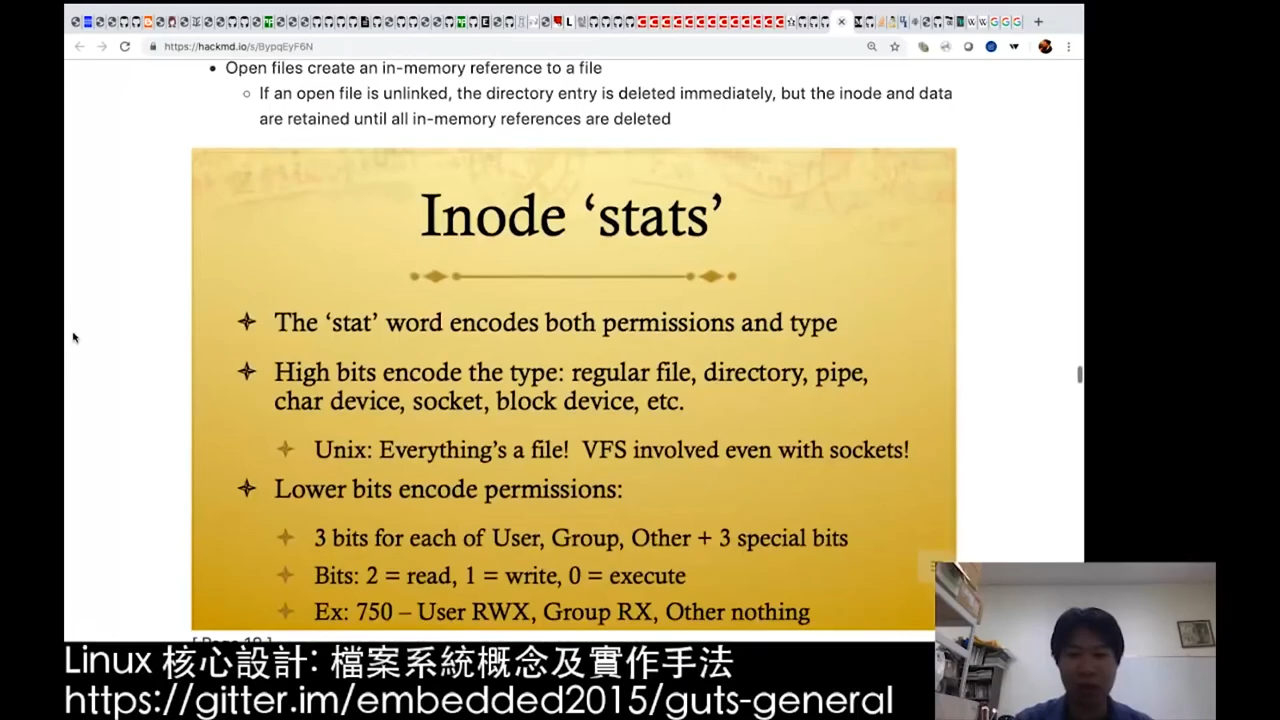 https://hackmd.io/s/BypqEyF6N
• Open files create an in-memory reference to a file
○ If an open file is unlinked, the directory entry is deleted immediately, but the inode and data
are retained until all in-memory references are deleted
Inode ‘stats’
The ‘stat’ word encodes both permissions and type
High bits encode the type: regular file, directory, pipe,
char device, socket, block device, etc.
Unix: Everything’s a file! VFS involved even with sockets!
Lower bits encode permissions:
3 bits for each of User, Group, Other + 3 special bits
Bits: 2 = read, 1 = write, 0 = execute
Ex: 750 – User RWX, Group RX, Other nothing
Linux 核心設計: 檔案系統概念及實作手法
https://gitter.im/embedded2015/guts-general